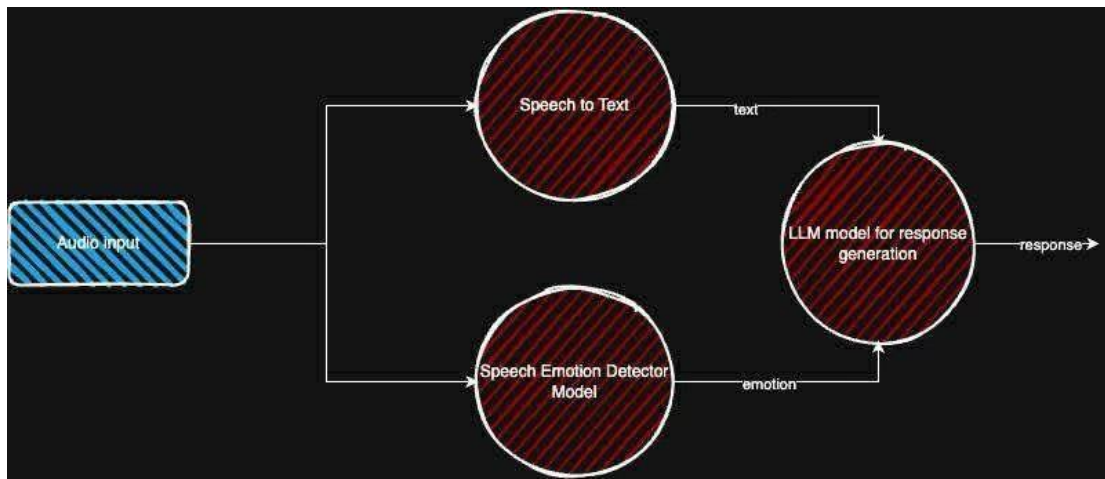 Speech to Text
text
Audio input
LLM model for response
generation
response
Speech Emotion Detector
Model
emotion